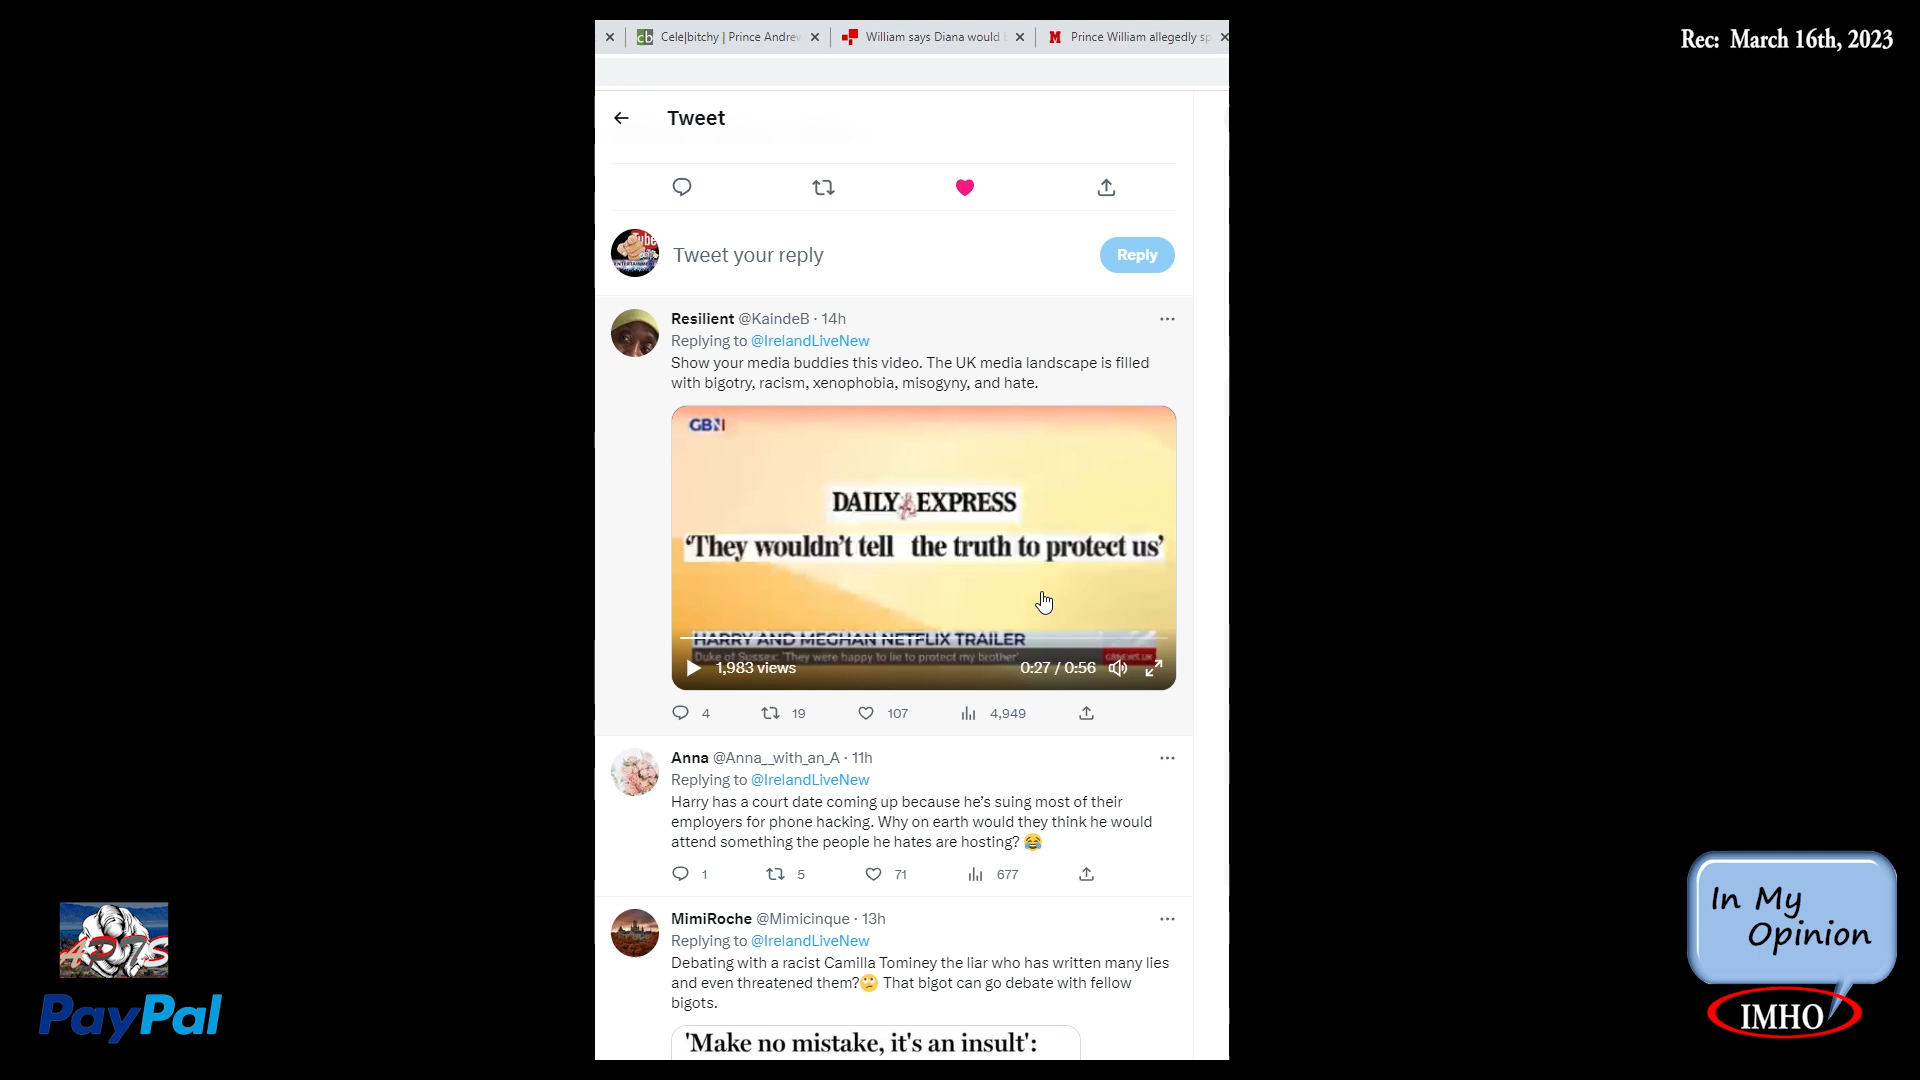 Rec: March 16th, 2023
cb Cele|bitchy | Prince Andrew
William says Diana would
M Prince William allegedly sp
Tweet
Tweet your reply
Reply
Resilient @KaindeB · 14h
Replying to @IrelandLiveNew
Show your media buddies this video. The UK media landscape is filled
with bigotry, racism, xenophobia, misogyny, and hate.
GBN
DAILY EXPRESS
‘They wouldn’t tell the truth to protect us’
HARRY AND MEGHAN NETFLIX TRAILER
Duke of Sussex: 'They were happy to lie to protect my brother'
GBNEWS.UK
1,983 views
0:27 / 0:56
4 19 107 4,949
Anna @Anna__with_an_A · 11h
Replying to @IrelandLiveNew
Harry has a court date coming up because he’s suing most of their
employers for phone hacking. Why on earth would they think he would
attend something the people he hates are hosting? 😂
1 5 71 677
MimiRoche @Mimicinque · 13h
Replying to @IrelandLiveNew
Debating with a racist Camilla Tominey the liar who has written many lies
and even threatened them?🙄 That bigot can go debate with fellow
bigots.
'Make no mistake, it's an insult':
PayPal
In My
Opinion
IMHO